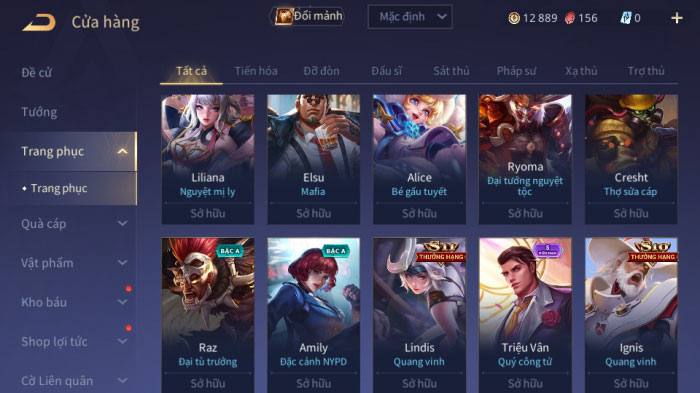 Cửa hàng
Đổi mảnh
Mặc định
12 889
156
0
Đề cử
Tướng
Trang phục
Trang phục
Quà cáp
Vật phẩm
Kho báu
Shop lợi tức
Cờ Liên quân
Tất cả Tiến hóa Đỡ đòn Đấu sĩ Sát thủ Pháp sư Xạ thủ Trợ thủ
Liliana
Nguyệt mị ly
Sở hữu
Elsu
Mafia
Sở hữu
Alice
Bé gấu tuyết
Sở hữu
Ryoma
Đại tướng nguyệt
tộc
Sở hữu
Cresht
Thợ sửa cáp
Sở hữu
BẬC A
Raz
Đại tù trưởng
Sở hữu
BẬC A
Amily
Đặc cảnh NYPD
Sở hữu
THƯỞNG HẠNG
Lindis
Quang vinh
Sở hữu
5
Triệu Vân
Quý công tử
Sở hữu
THƯỞNG HẠNG
Ignis
Quang vinh
Sở hữu